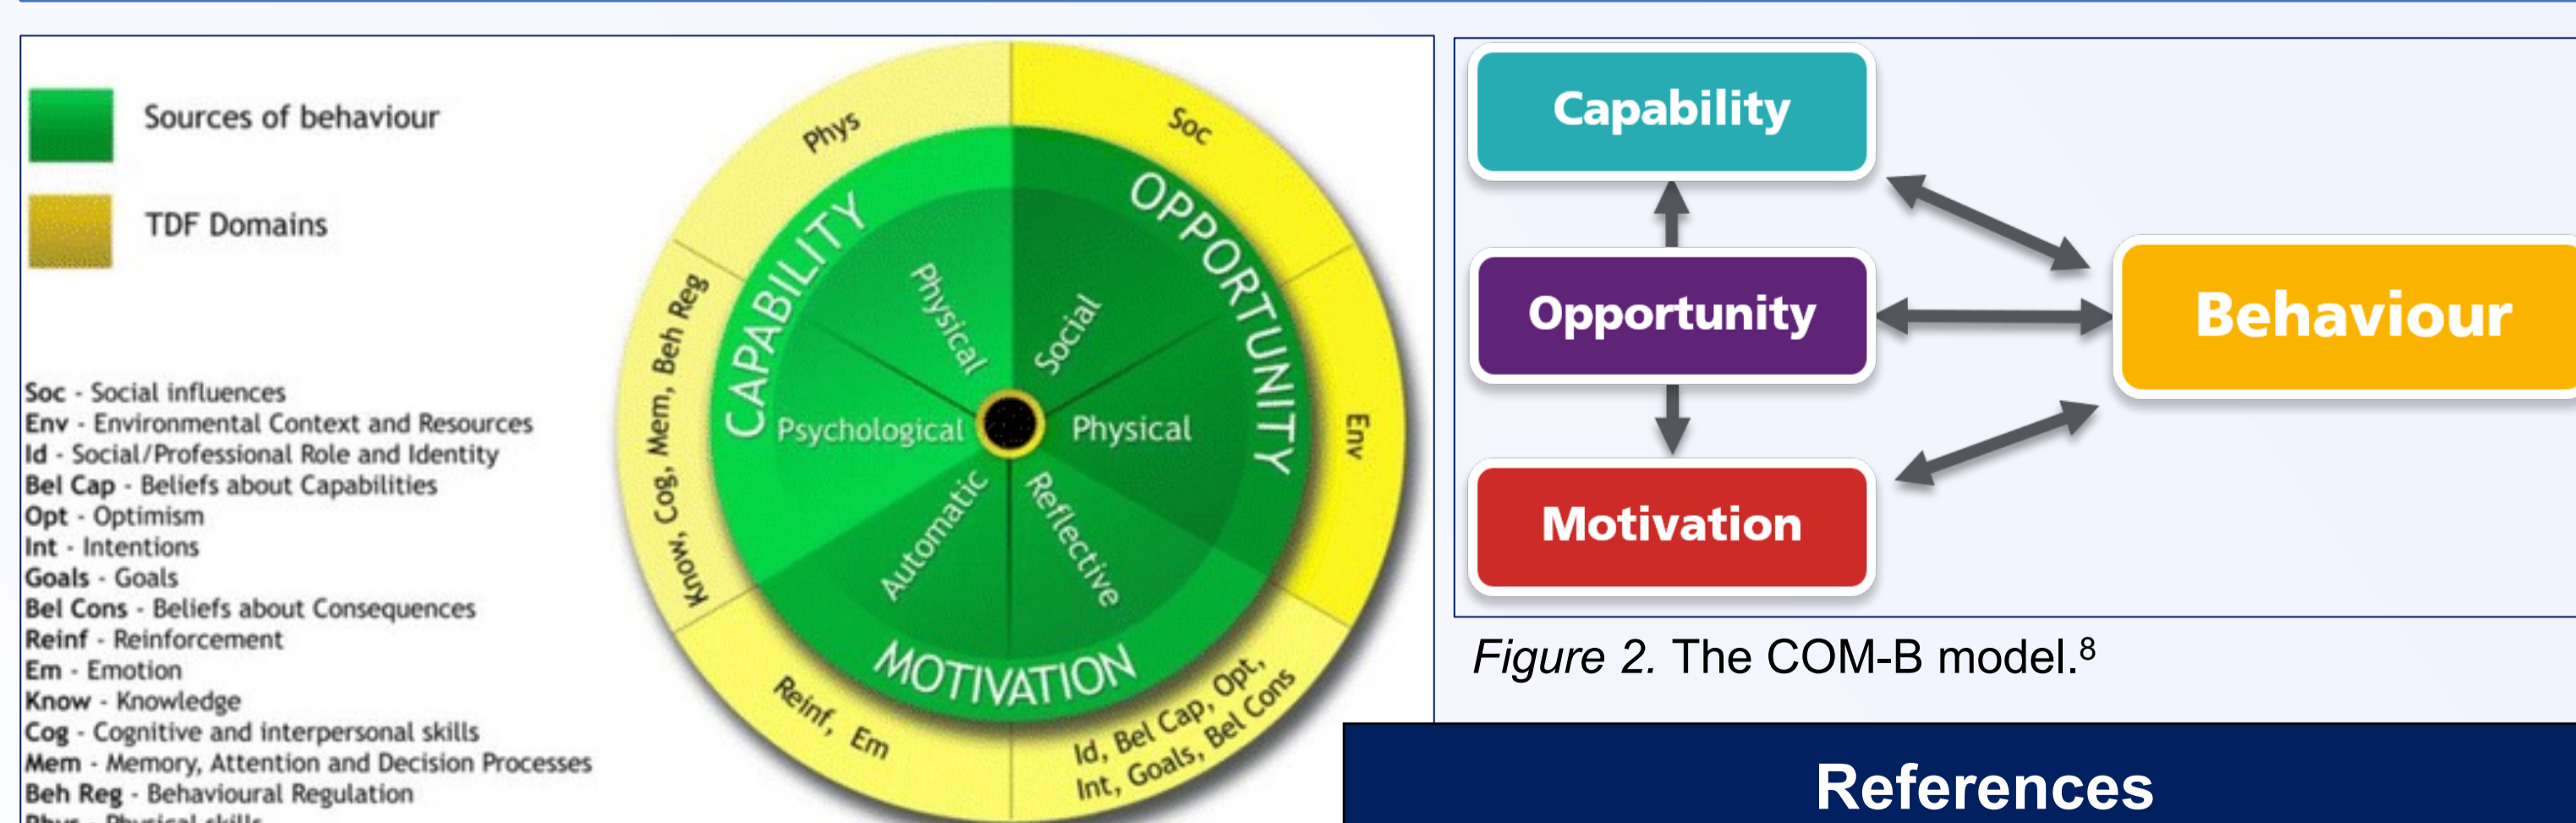 Sources of behaviour
TDF Domains
Soc - Social influences
Env - Environmental Context and Resources
Id - Social/Professional Role and Identity
Bel Cap - Beliefs about Capabilities
Opt - Optimism
Int - Intentions
Goals - Goals
Bel Cons - Beliefs about Consequences
Reinf - Reinforcement
Em - Emotion
Know - Knowledge
Cog - Cognitive and interpersonal skills
Mem - Memory, Attention and Decision Processes
Beh Reg - Behavioural Regulation
Phys - Physical skills
Phys
Soc
Know, Cog, Mem, Beh Reg
Env
Reinf, Em
Id, Bel Cap, Opt,
Int, Goals, Bel Cons
CAPABILITY
OPPORTUNITY
MOTIVATION
Physical
Social
Psychological
Physical
Automatic
Reflective
Capability
Opportunity
Motivation
Behaviour
Figure 2. The COM-B model.⁸
References